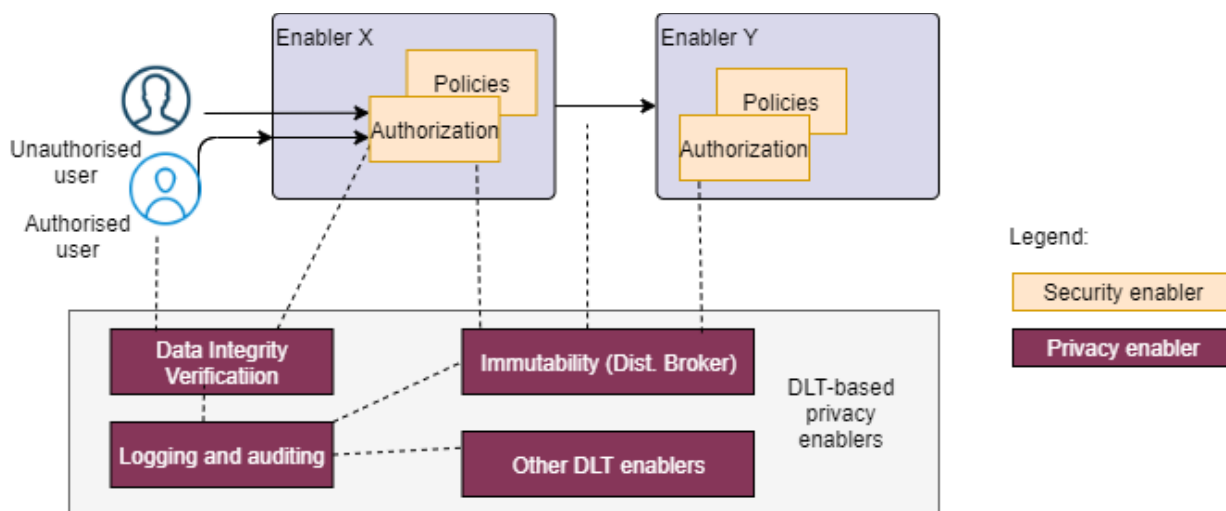 Enabler X
Policies
Authorization
Enabler Y
Policies
Authorization
Unauthorised
user
Authorised
user
Data Integrity
Verificatiion
Immutability (Dist. Broker)
Logging and auditing
Other DLT enablers
DLT-based
privacy
enablers
Legend:
Security enabler
Privacy enabler